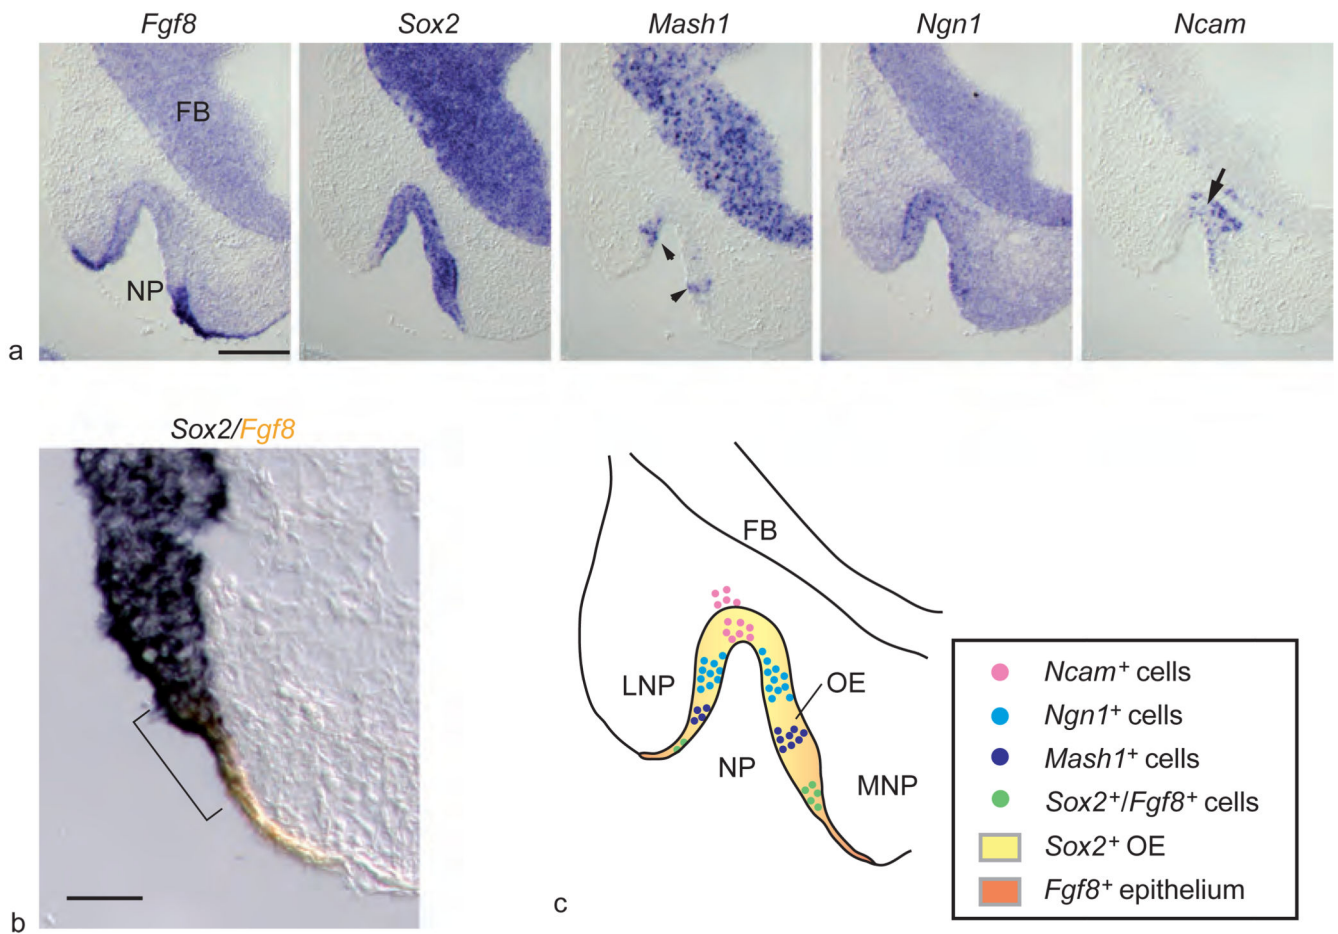 Fgf8 Sox2 Mash1 Ngn1 Ncam
FB
NP
a
Sox2/Fgf8
b
FB
LNP
OE
NP
MNP
c
Ncam⁺ cells
Ngn1⁺ cells
Mash1⁺ cells
Sox2⁺/Fgf8⁺ cells
Sox2⁺ OE
Fgf8⁺ epithelium